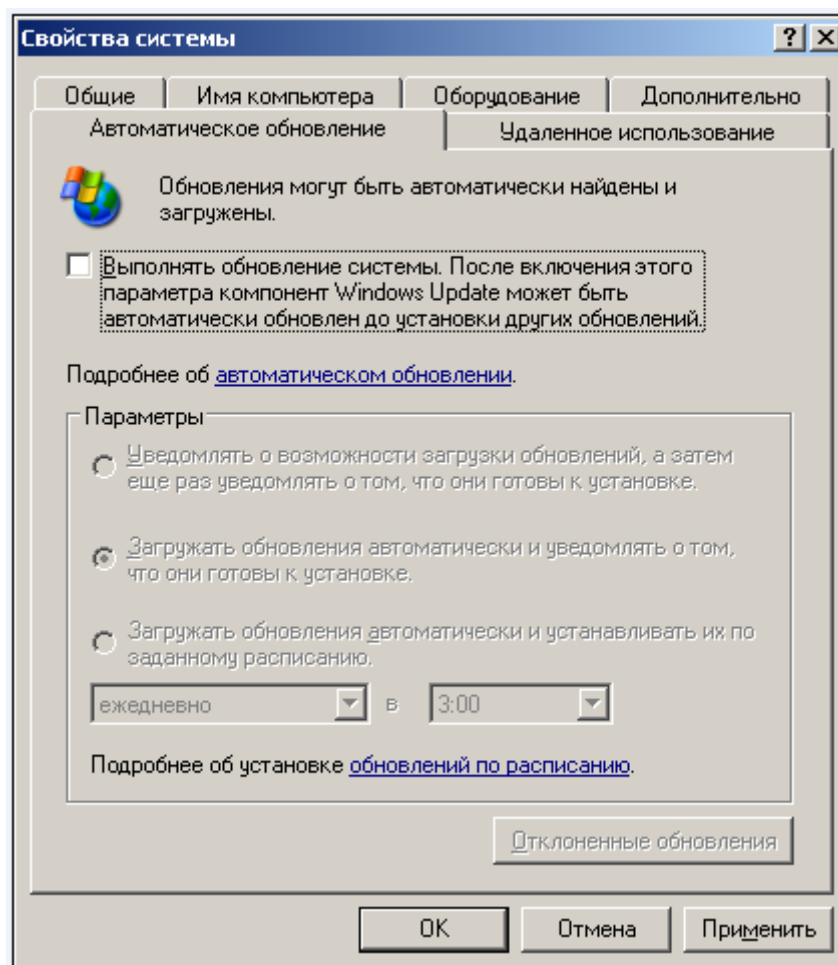 Свойства системы
Общие
Имя компьютера
Оборудование
Дополнительно
Автоматическое обновление
Удаленное использование
Обновления могут быть автоматически найдены и
загружены.
Выполнять обновление системы. После включения этого
параметра компонент Windows Update может быть
автоматически обновлен до установки других обновлений.
Подробнее об автоматическом обновлении.
Параметры
Уведомлять о возможности загрузки обновлений, а затем
еще раз уведомлять о том, что они готовы к установке.
Загружать обновления автоматически и уведомлять о том,
что они готовы к установке.
Загружать обновления автоматически и устанавливать их по
заданному расписанию.
ежедневно в 3:00
Подробнее об установке обновлений по расписанию.
Отклоненные обновления
OK
Отмена
Применить